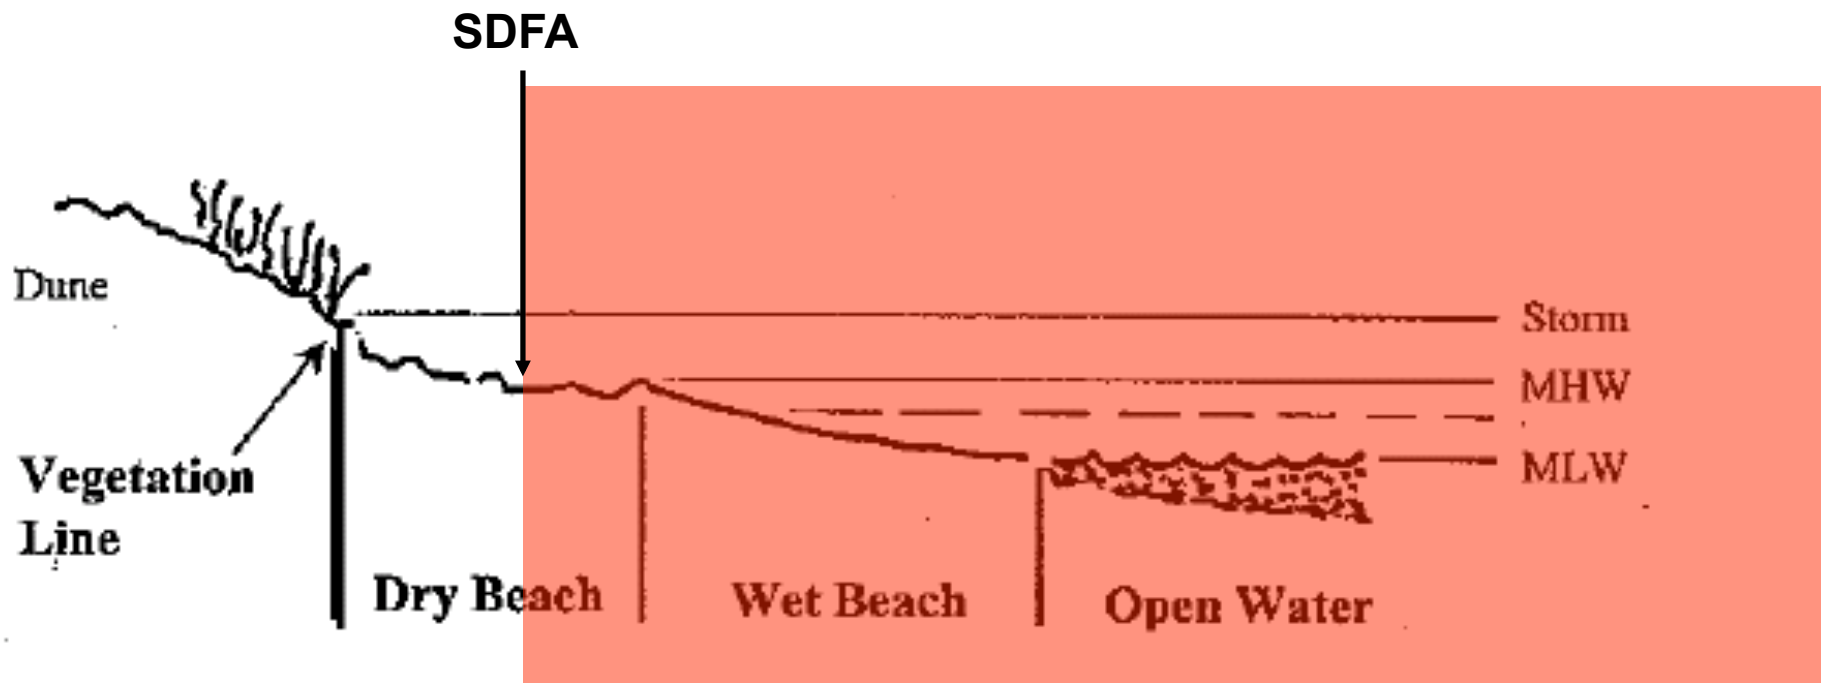 SDFA
Dune
Storm
MHW
MLW
Vegetation
Line
Dry Beach
Wet Beach
Open Water